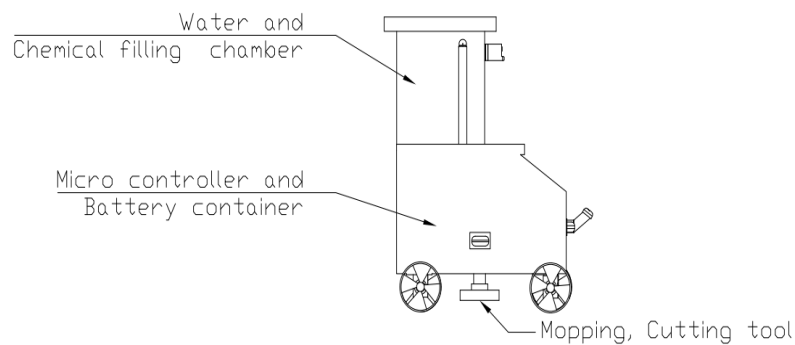 Water and
Chemical filling chamber
Micro controller and
Battery container
Mopping, Cutting tool